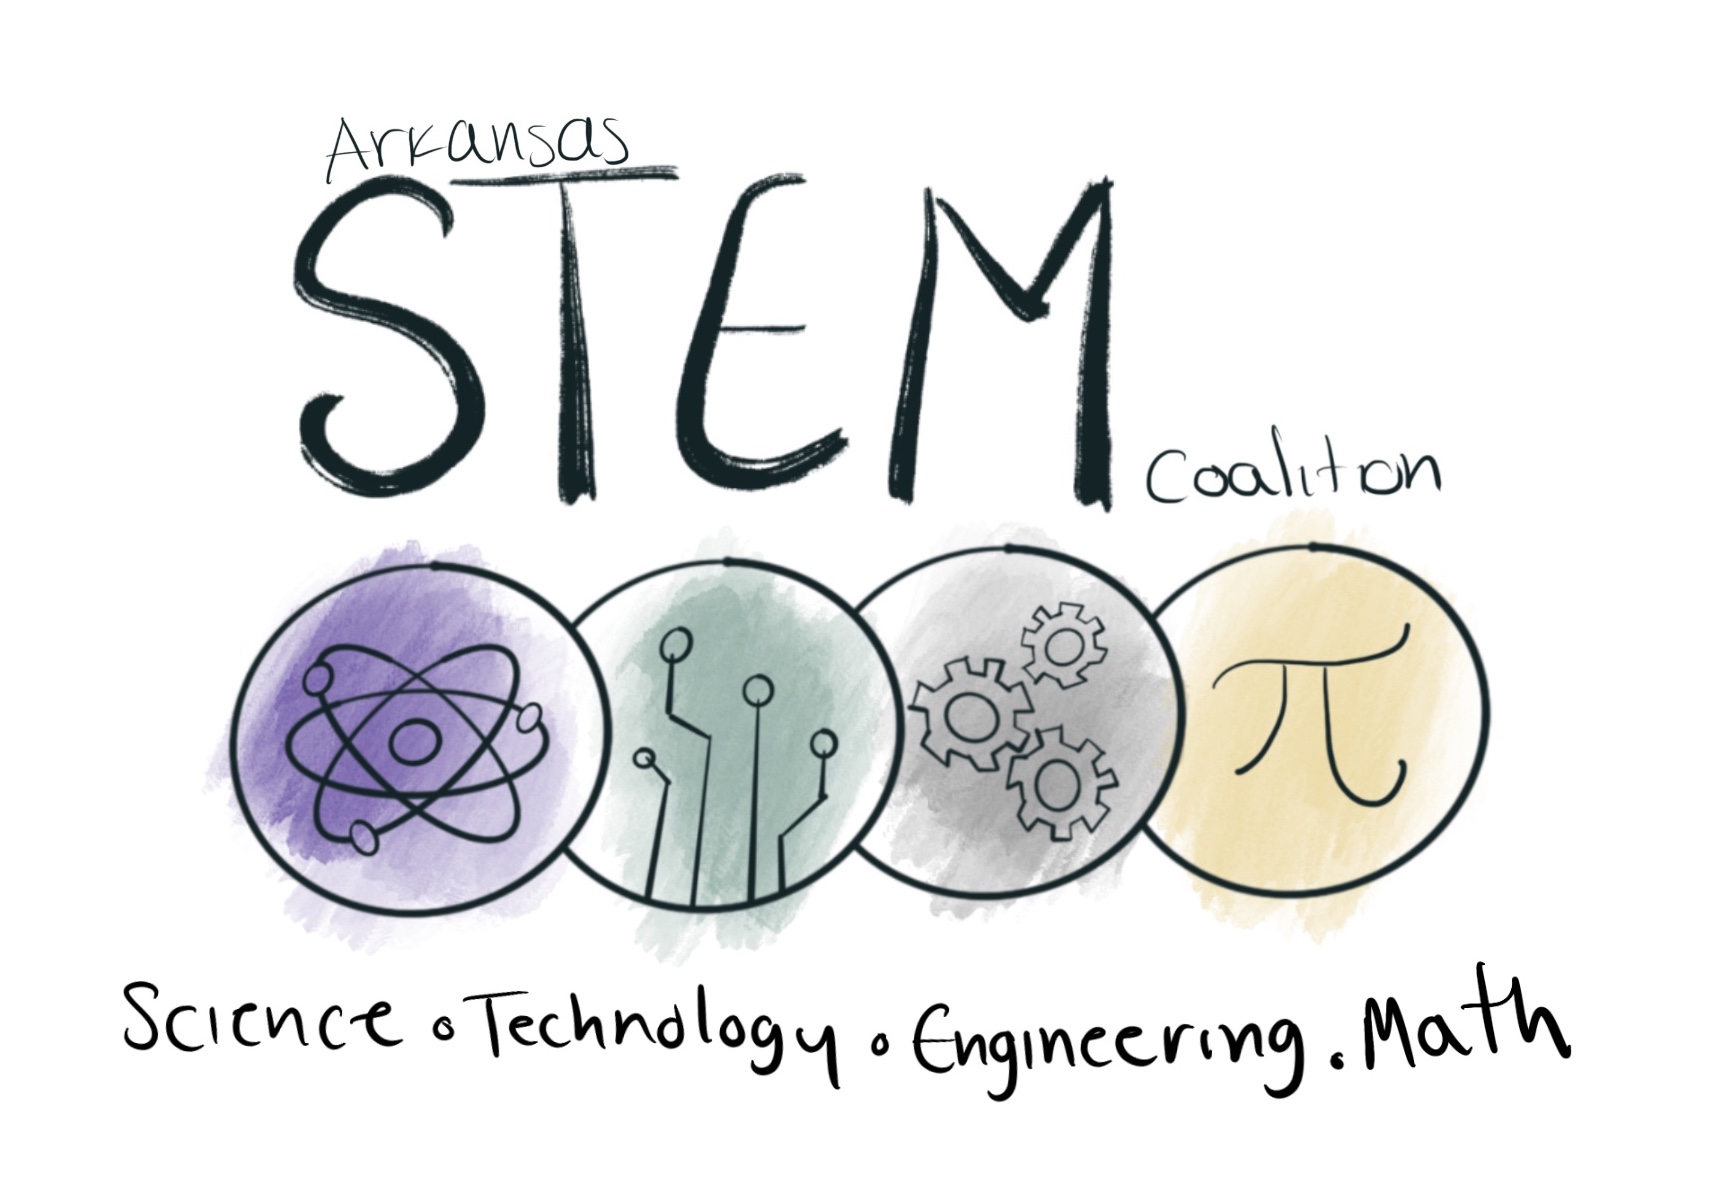 Arkansas
STEM
Coalition
π
Science • Technology • Engineering • Math